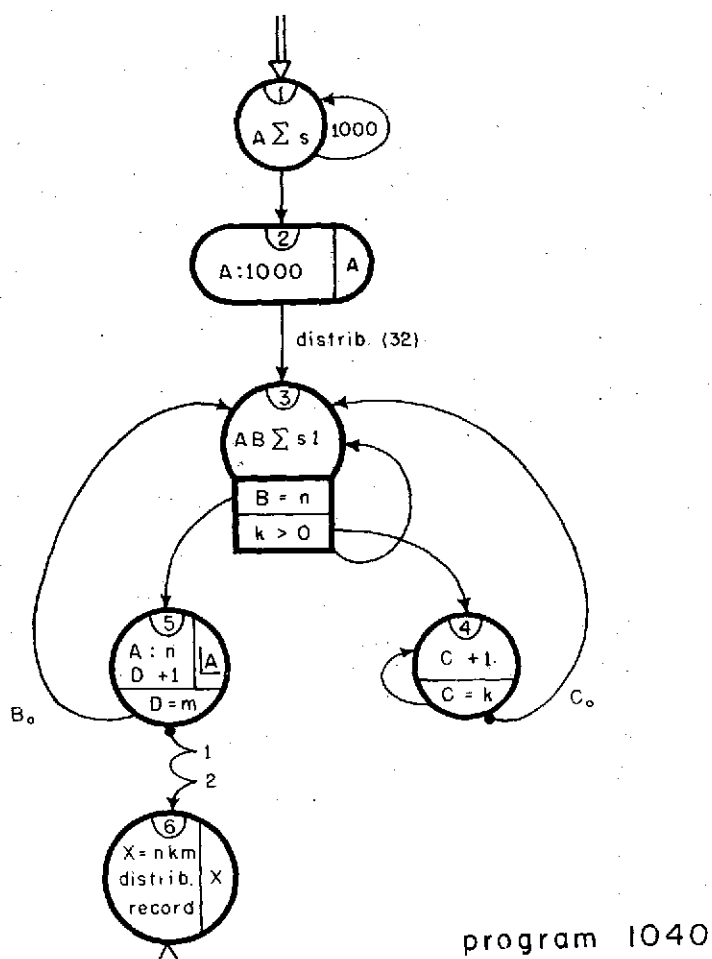 1
A Σ s
1000
2
A:1000
A
distrib. (32)
3
AB Σ s1
B = n
k > 0
5
A : n
D +1
A
D=m
B₀
4
C +1.
C = k
C₀
1
2
6
X=nkm
distrib.
record
X
program 1040